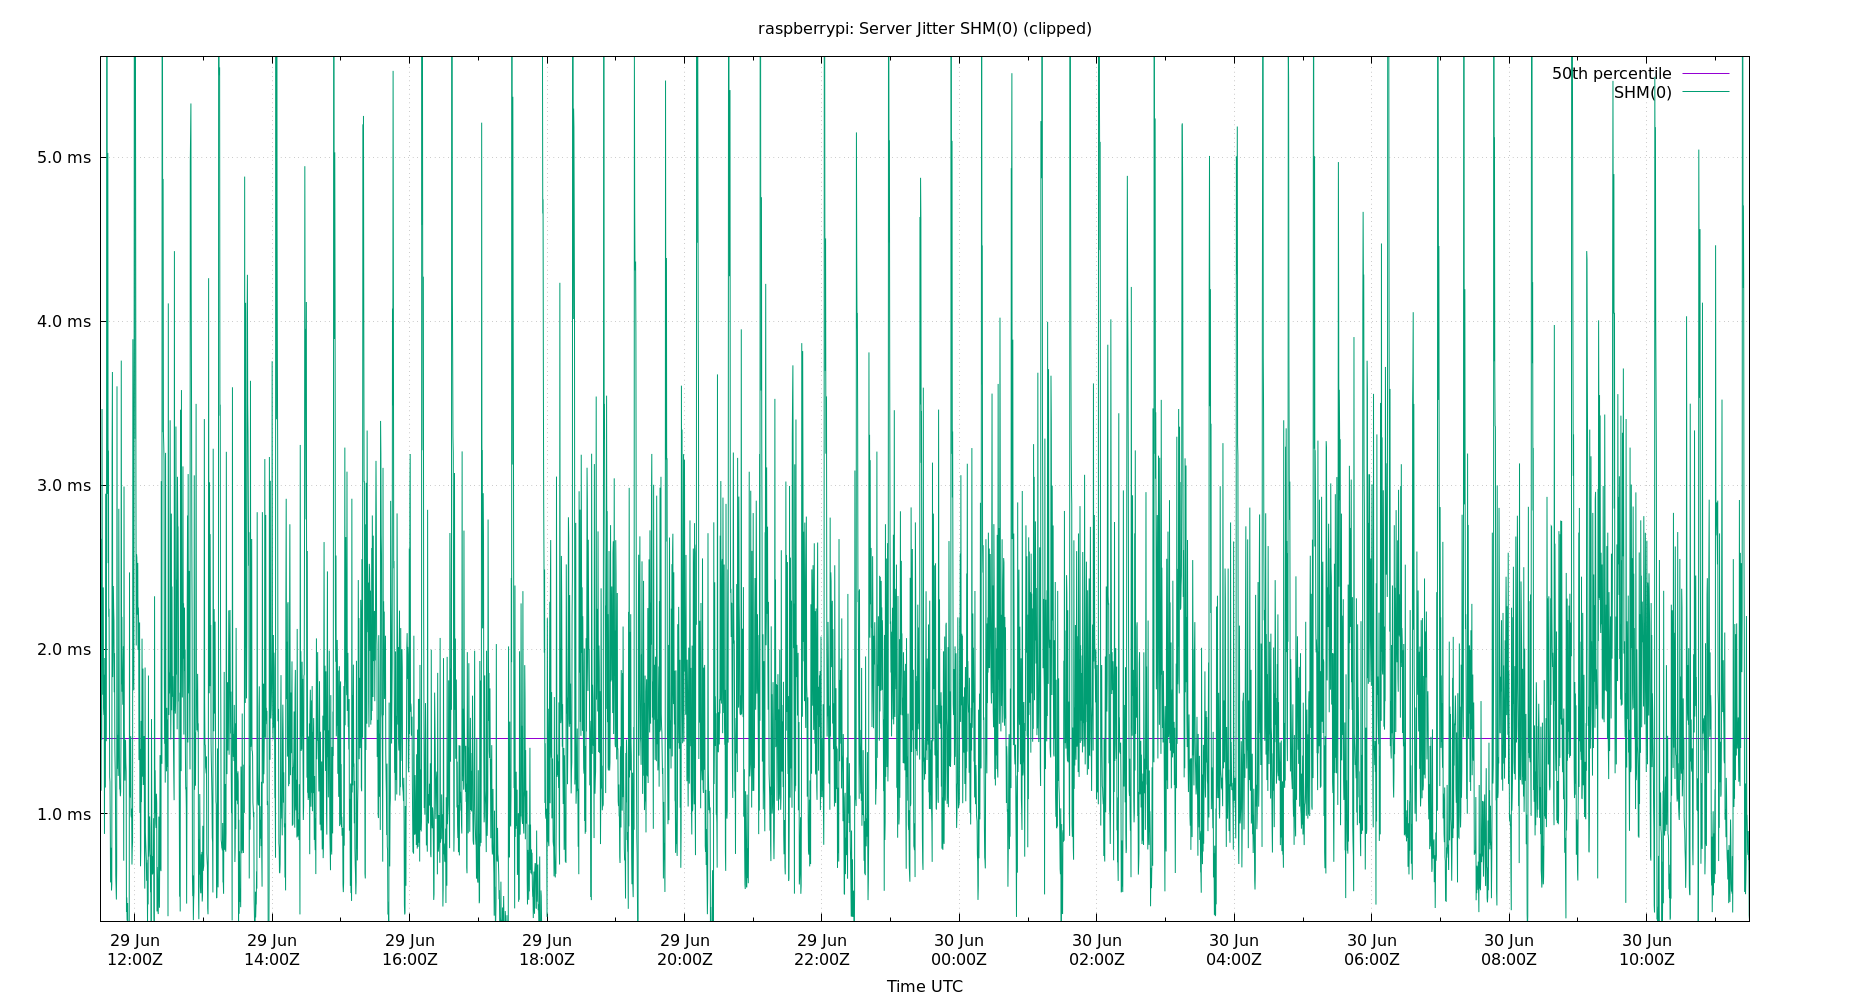 raspberrypi: Server Jitter SHM(0) (clipped)
50th percentile
SHM(0)
5.0 ms
4.0 ms
3.0 ms
2.0 ms
1.0 ms
29 Jun 29 Jun 29 Jun 29 Jun 29 Jun 29 Jun 30 Jun 30 Jun 30 Jun 30 Jun 30 Jun 30 Jun
12:00Z 14:00Z 16:00Z 18:00Z 20:00Z 22:00Z 00:00Z 02:00Z 04:00Z 06:00Z 08:00Z 10:00Z
Time UTC